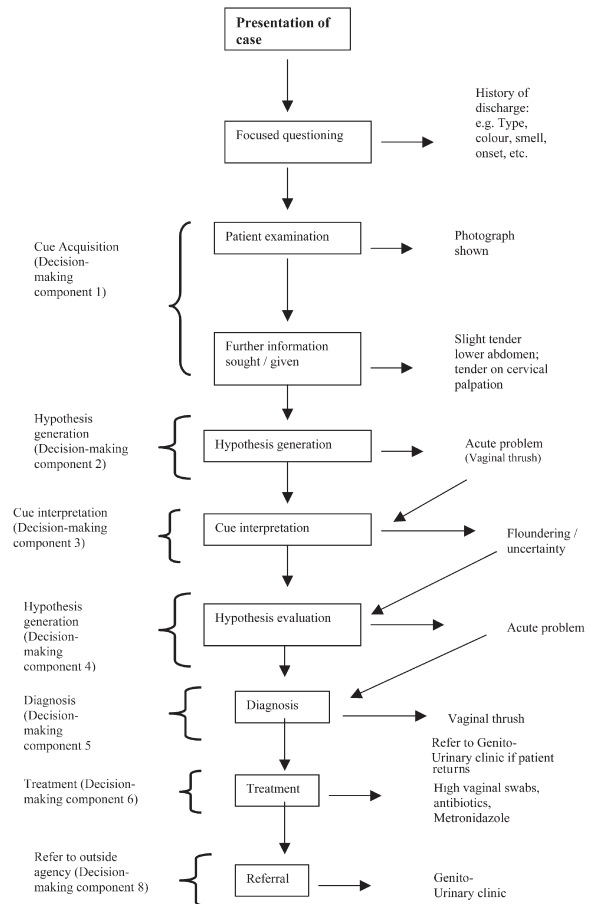 Presentation of
case
Focused questioning
History of
discharge:
e.g. Type,
colour, smell,
onset, etc.
Cue Acquisition
(Decision-
making
component 1)
Patient examination
Photograph
shown
Further information
sought / given
Slight tender
lower abdomen;
tender on cervical
palpation
Hypothesis
generation
(Decision-making
component 2)
Hypothesis generation
Acute problem
(Vaginal thrush)
Cue interpretation
(Decision-making
component 3)
Cue interpretation
Floundering /
uncertainty
Hypothesis
generation
(Decision-
making
component 4)
Hypothesis evaluation
Acute problem
Diagnosis
(Decision-
making
component 5
Diagnosis
Vaginal thrush
Refer to Genito-
Urinary clinic if patient
returns
Treatment (Decision-
making component 6)
Treatment
High vaginal swabs,
antibiotics,
Metronidazole
Refer to outside
agency (Decision-
making component 8)
Referral
Genito-
Urinary clinic